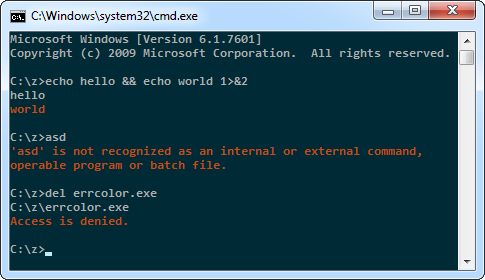 C:\Windows\system32\cmd.exe
Microsoft Windows [Version 6.1.7601]
Copyright (c) 2009 Microsoft Corporation.  All rights reserved.
C:\z>echo hello && echo world 1>&2
hello
world
C:\z>asd
'asd' is not recognized as an internal or external command,
operable program or batch file.
C:\z>del errcolor.exe
C:\z\errcolor.exe
Access is denied.
C:\z>